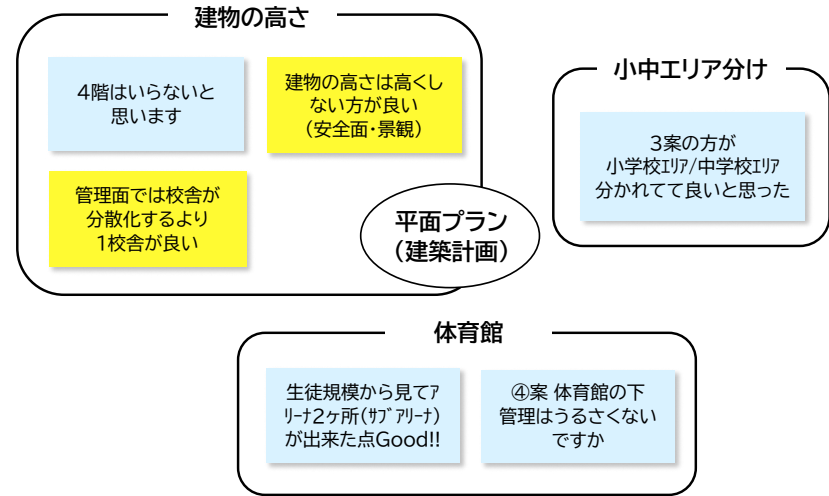 建物の高さ
4階はいらないと
思います
建物の高さは高くし
ない方が良い
(安全面・景観)
管理面では校舎が
分散化するより
1校舎が良い
平面プラン
(建築計画)
小中エリア分け
3案の方が
小学校ｴﾘｱ/中学校ｴﾘｱ
分かれてて良いと思った
体育館
生徒規模から見てｱ
ﾘｰﾅ2ヶ所(ｻﾌﾞｱﾘｰﾅ)
が出来た点Good!!
④案 体育館の下
管理はうるさくない
ですか